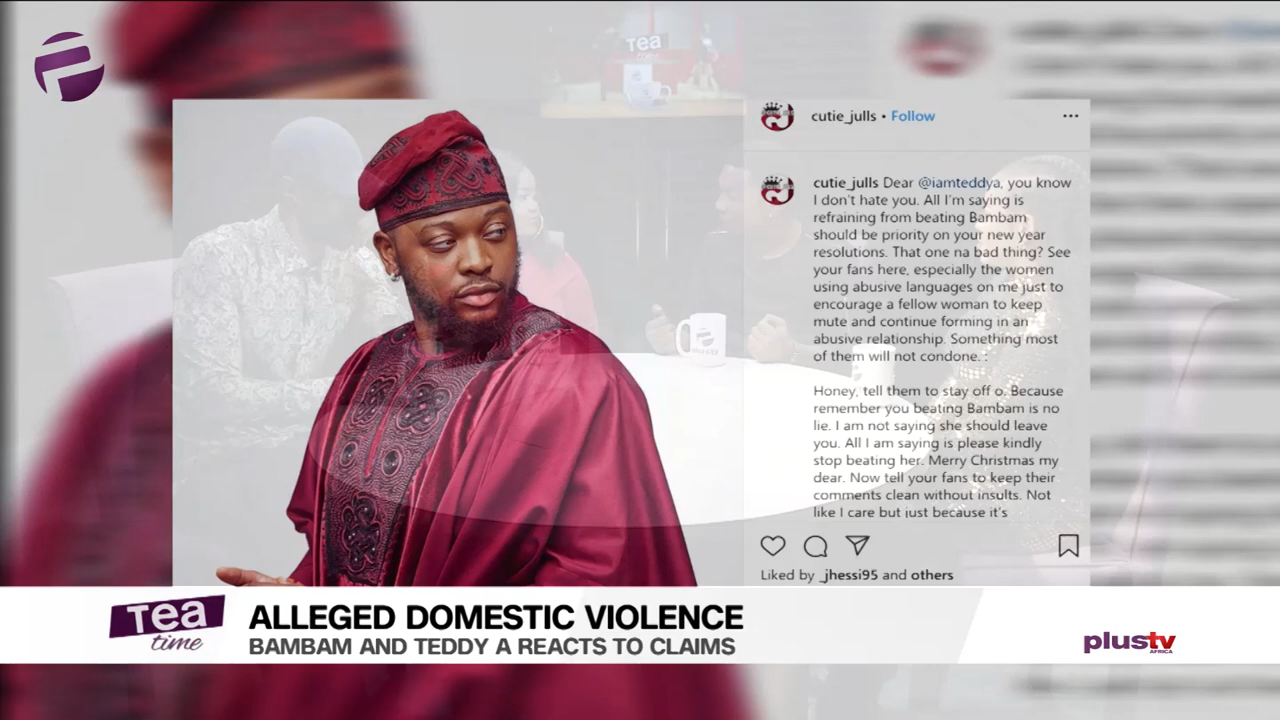 Tea
time
cutie_julls • Follow
cutie_julls Dear @iamteddya, you know
I don't hate you. All I'm saying is
refraining from beating Bambam
should be priority on your new year
resolutions. That one na bad thing? See
your fans here, especially the women
using abusive languages on me just to
encourage a fellow woman to keep
mute and continue forming in an
abusive relationship. Something most
of them will not condone. :
Honey, tell them to stay off o. Because
remember you beating Bambam is no
lie. I am not saying she should leave
you. All I am saying is please kindly
stop beating her. Merry Christmas my
dear. Now tell your fans to keep their
comments clean without insults. Not
like I care but just because it's
Liked by _jhessi95 and others
Tea
time
ALLEGED DOMESTIC VIOLENCE
BAMBAM AND TEDDY A REACTS TO CLAIMS
plustv
AFRICA